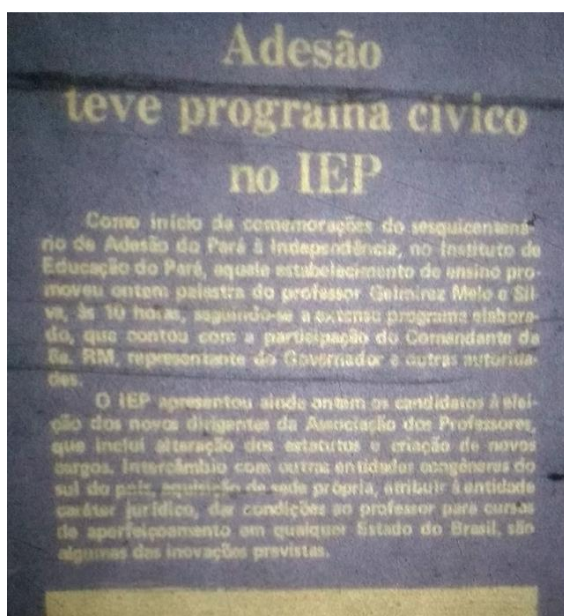 Adesão
teve programa cívico
no IEP
Como início da comemorações do sesquicentená-
rio de Adesão do Pará à Independência, no Instituto de
Educação do Pará, aquele estabelecimento de ensino pro-
moveu ontem palestra do professor Gelmirez Melo e Sil-
va, às 10 horas, seguindo-se a extenso programa elabora-
do, que contou com a participação do Comandante da
8a. RM, representante do Governador e outras autorida-
des.
O IEP apresentou ainda ontem os candidatos à elei-
ção dos novos dirigentes da Associação dos Professores,
que inclui alteração dos estatutos e criação de novos
cargos. Intercâmbio com outras entidades congêneres do
sul do país, aquisição de sede própria, atribuir à entidade
caráter jurídico, dar condições ao professor para cursos
de aperfeiçoamento em qualquer Estado do Brasil, são
algumas das inovações previstas.